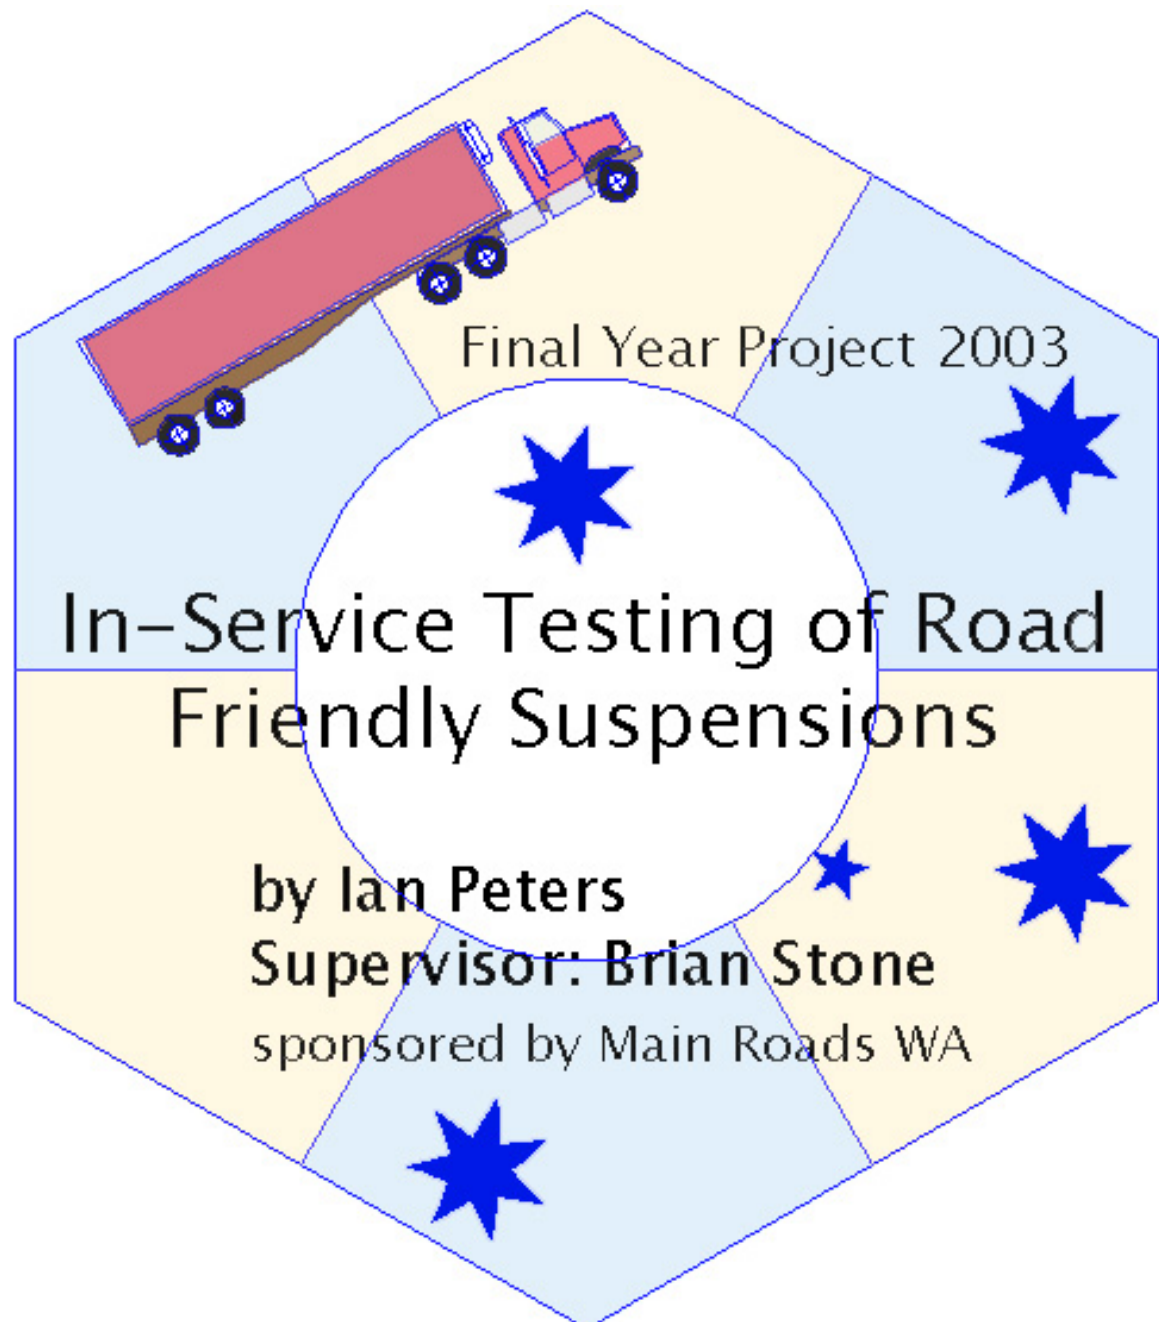 Final Year Project 2003
In-Service Testing of Road
Friendly Suspensions
by Ian Peters
Supervisor: Brian Stone
sponsored by Main Roads WA